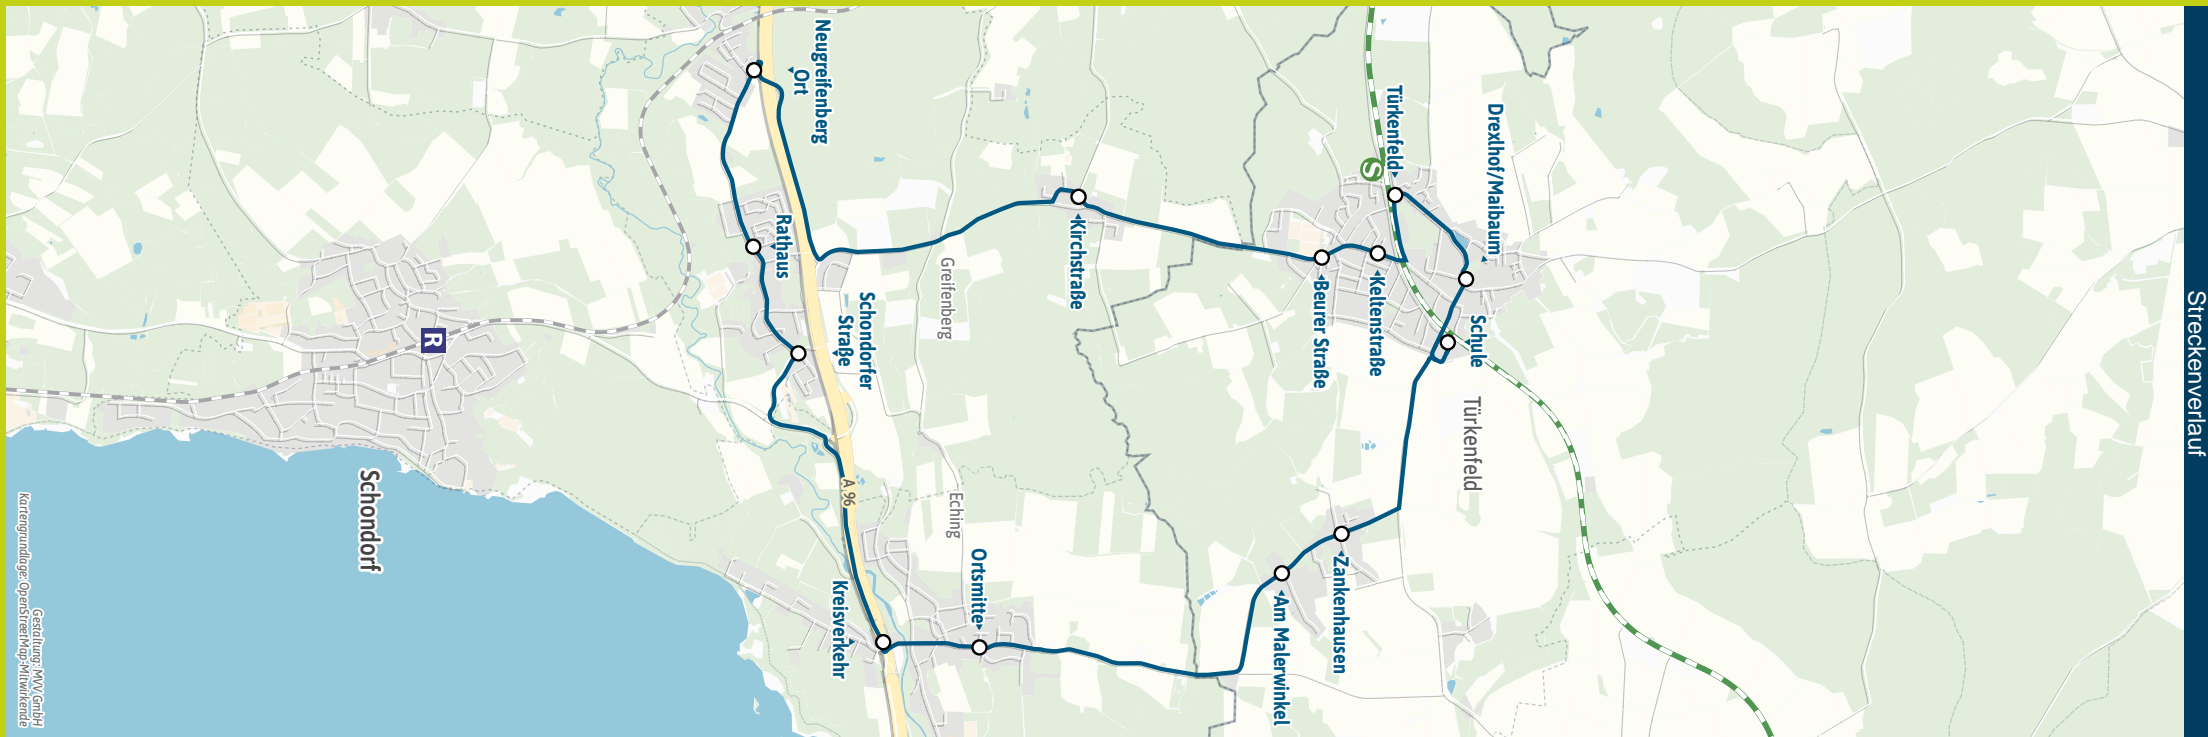 Streckenverlauf
Drexlhof/Maibaum
Türkenfeld
S
Schule
Keltenstraße
Beurer Straße
Türkenfeld
Zankenhausen
Am Malerwinkel
Kirchstraße
Greifenberg
Eching
Ortsmitte
Neugreifenberg
Ort
Rathaus
Schondorfer
Straße
A 96
Kreisverkehr
R
Schondorf
Gestaltung: MVV GmbH
Kartengrundlage: OpenStreetMap-Mitwirkende